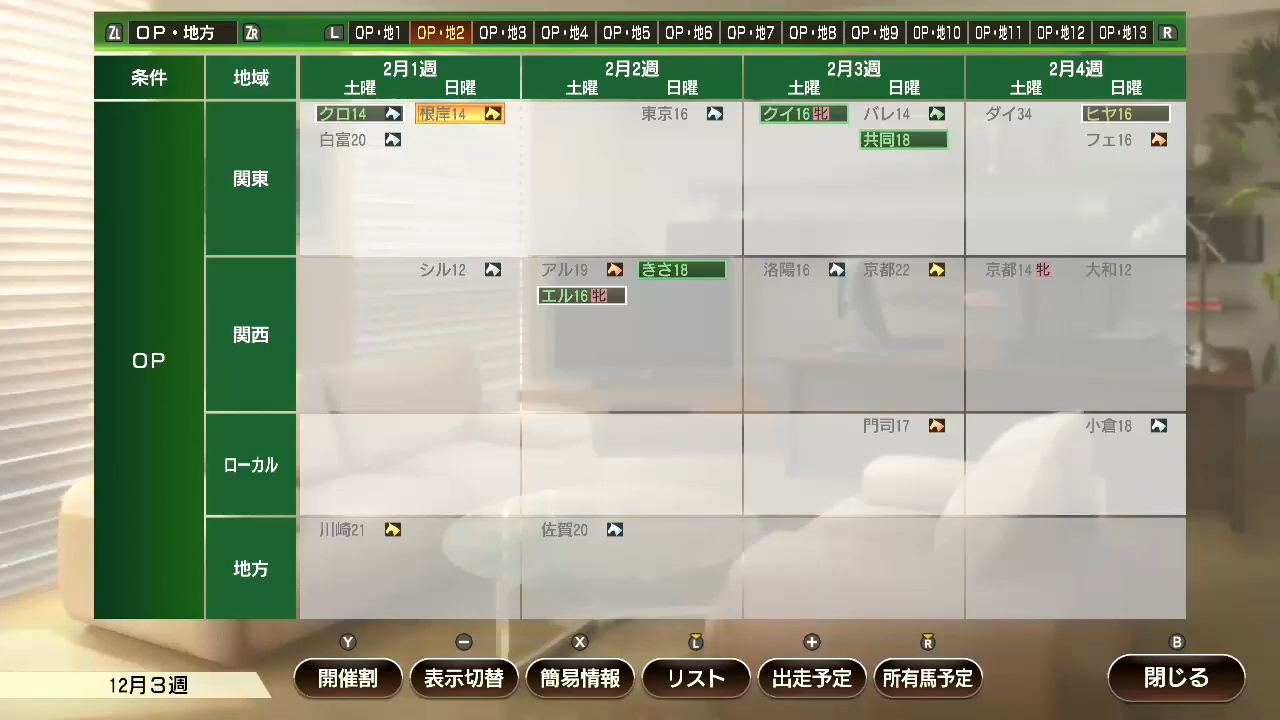 ZL OP・地方 ZR L OP・地1 OP・地2 OP・地3 OP・地4 OP・地5 OP・地6 OP・地7 OP・地8 OP・地9 OP・地10 OP・地11 OP・地12 OP・地13 R
条件 地域 2月1週 2月2週 2月3週 2月4週
土曜 日曜 土曜 日曜 土曜 日曜 土曜 日曜
OP
関東
クロ14 根岸14 東京16 クイ16牝 バレ14 ダイ34 ヒヤ16
白富20 共同18 フェ16
関西
シル12 アル19 きさ18 洛陽16 京都22 京都14牝 大和12
エル16牝
ローカル
門司17 小倉18
地方
川崎21 佐賀20
Y − X L + R B
12月3週 開催割 表示切替 簡易情報 リスト 出走予定 所有馬予定 閉じる